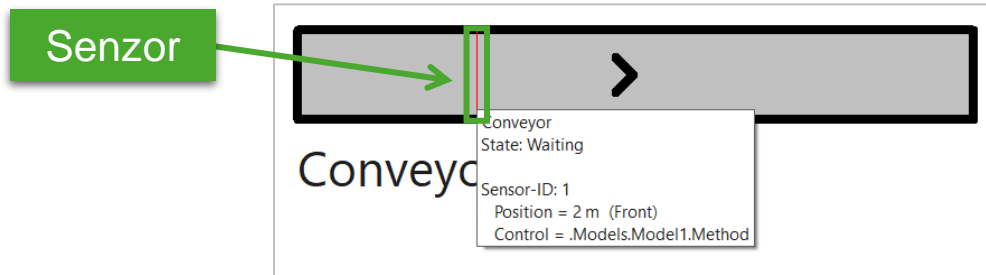 Senzor
Conveyor
State: Waiting
Conveyo
Sensor-ID: 1
Position = 2 m (Front)
Control = .Models.Model1.Method